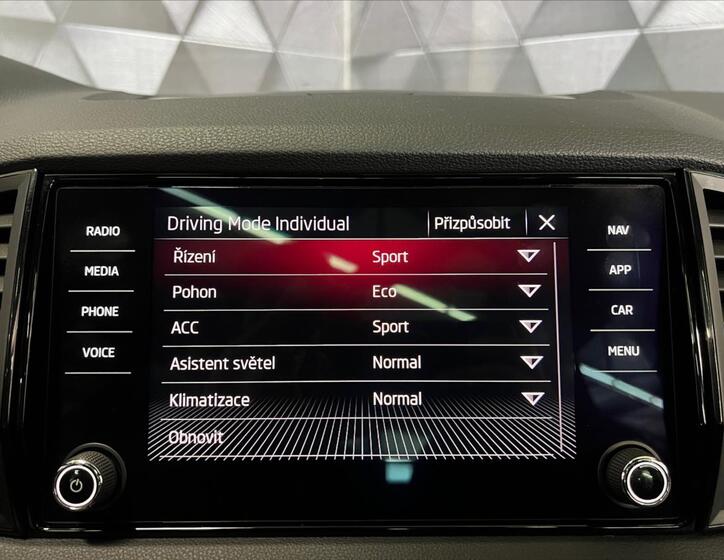 Driving Mode Individual Přizpůsobit
RADIO
MEDIA
PHONE
VOICE
Řízení Sport
Pohon Eco
ACC Sport
Asistent světel Normal
Klimatizace Normal
Obnovit
NAV
APP
CAR
MENU